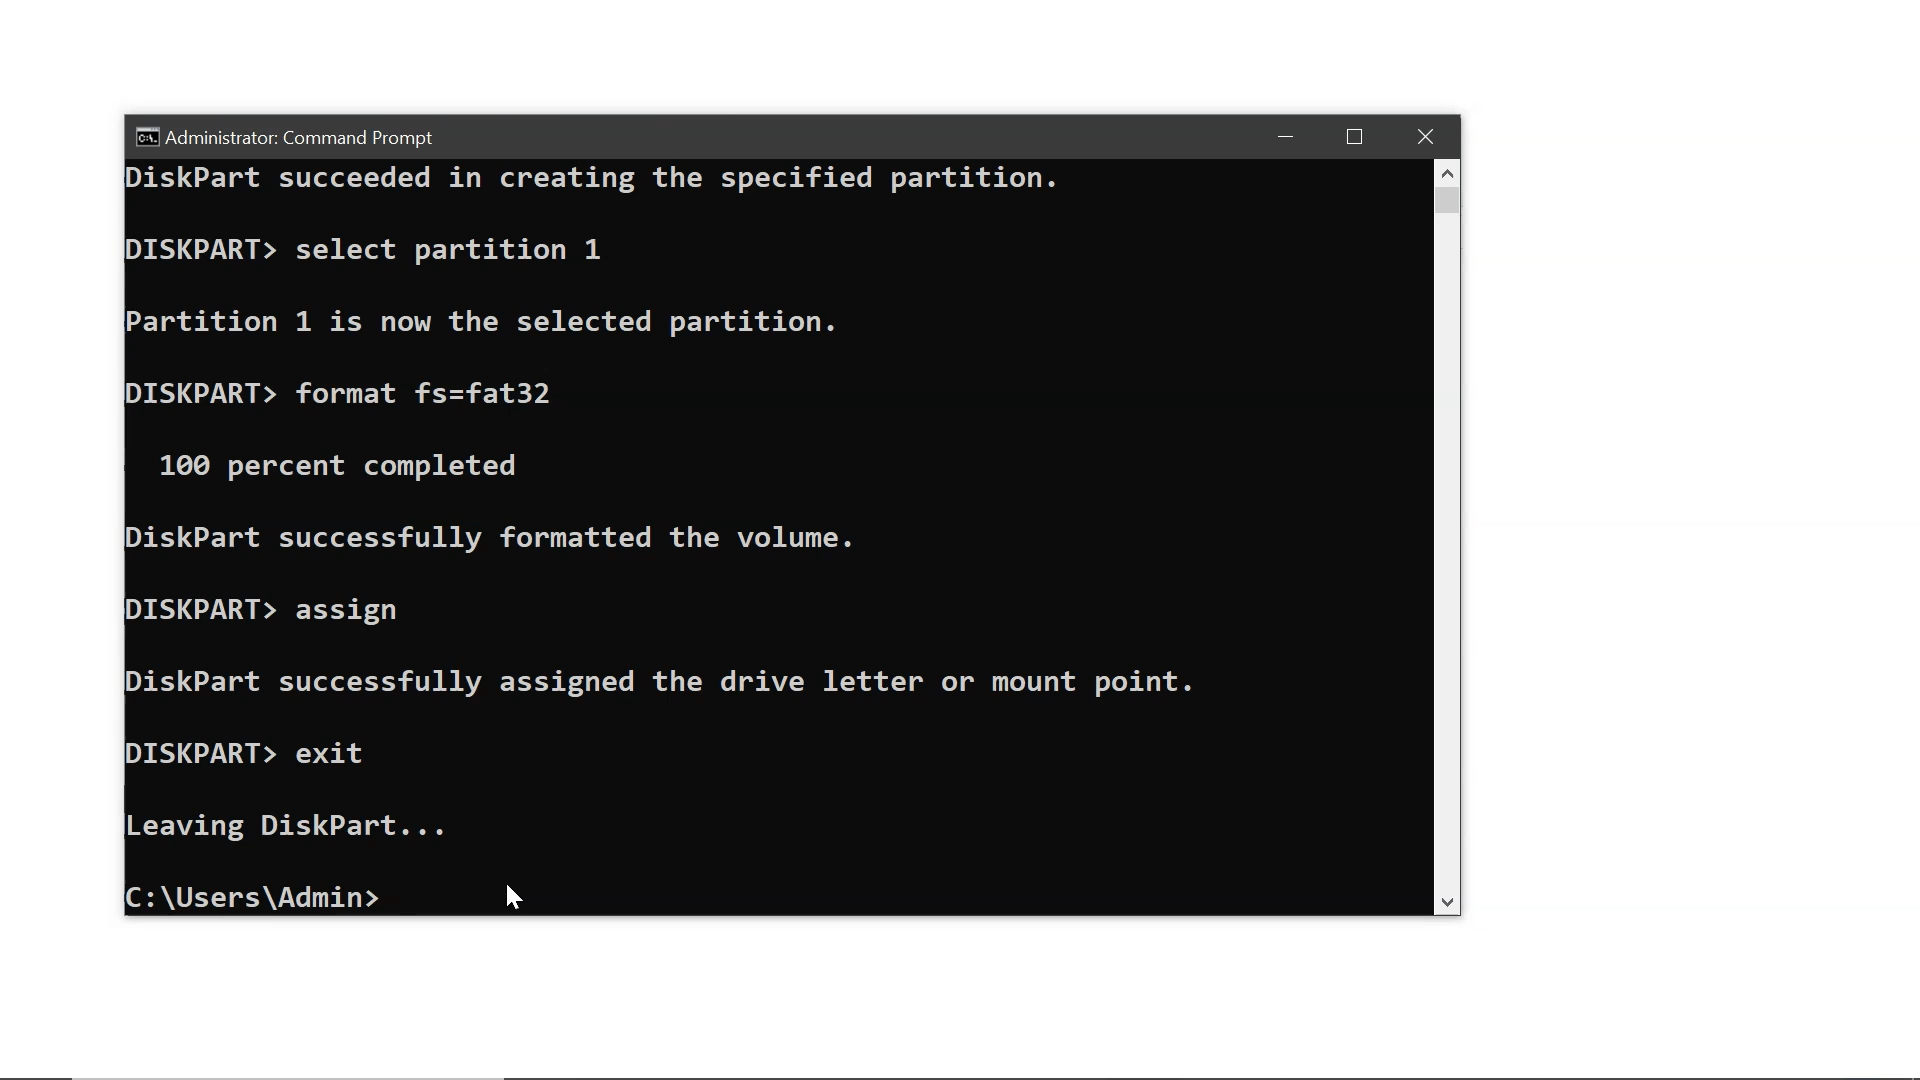 Administrator: Command Prompt
DiskPart succeeded in creating the specified partition.
DISKPART> select partition 1
Partition 1 is now the selected partition.
DISKPART> format fs=fat32
100 percent completed
DiskPart successfully formatted the volume.
DISKPART> assign
DiskPart successfully assigned the drive letter or mount point.
DISKPART> exit
Leaving DiskPart...
C:\Users\Admin>